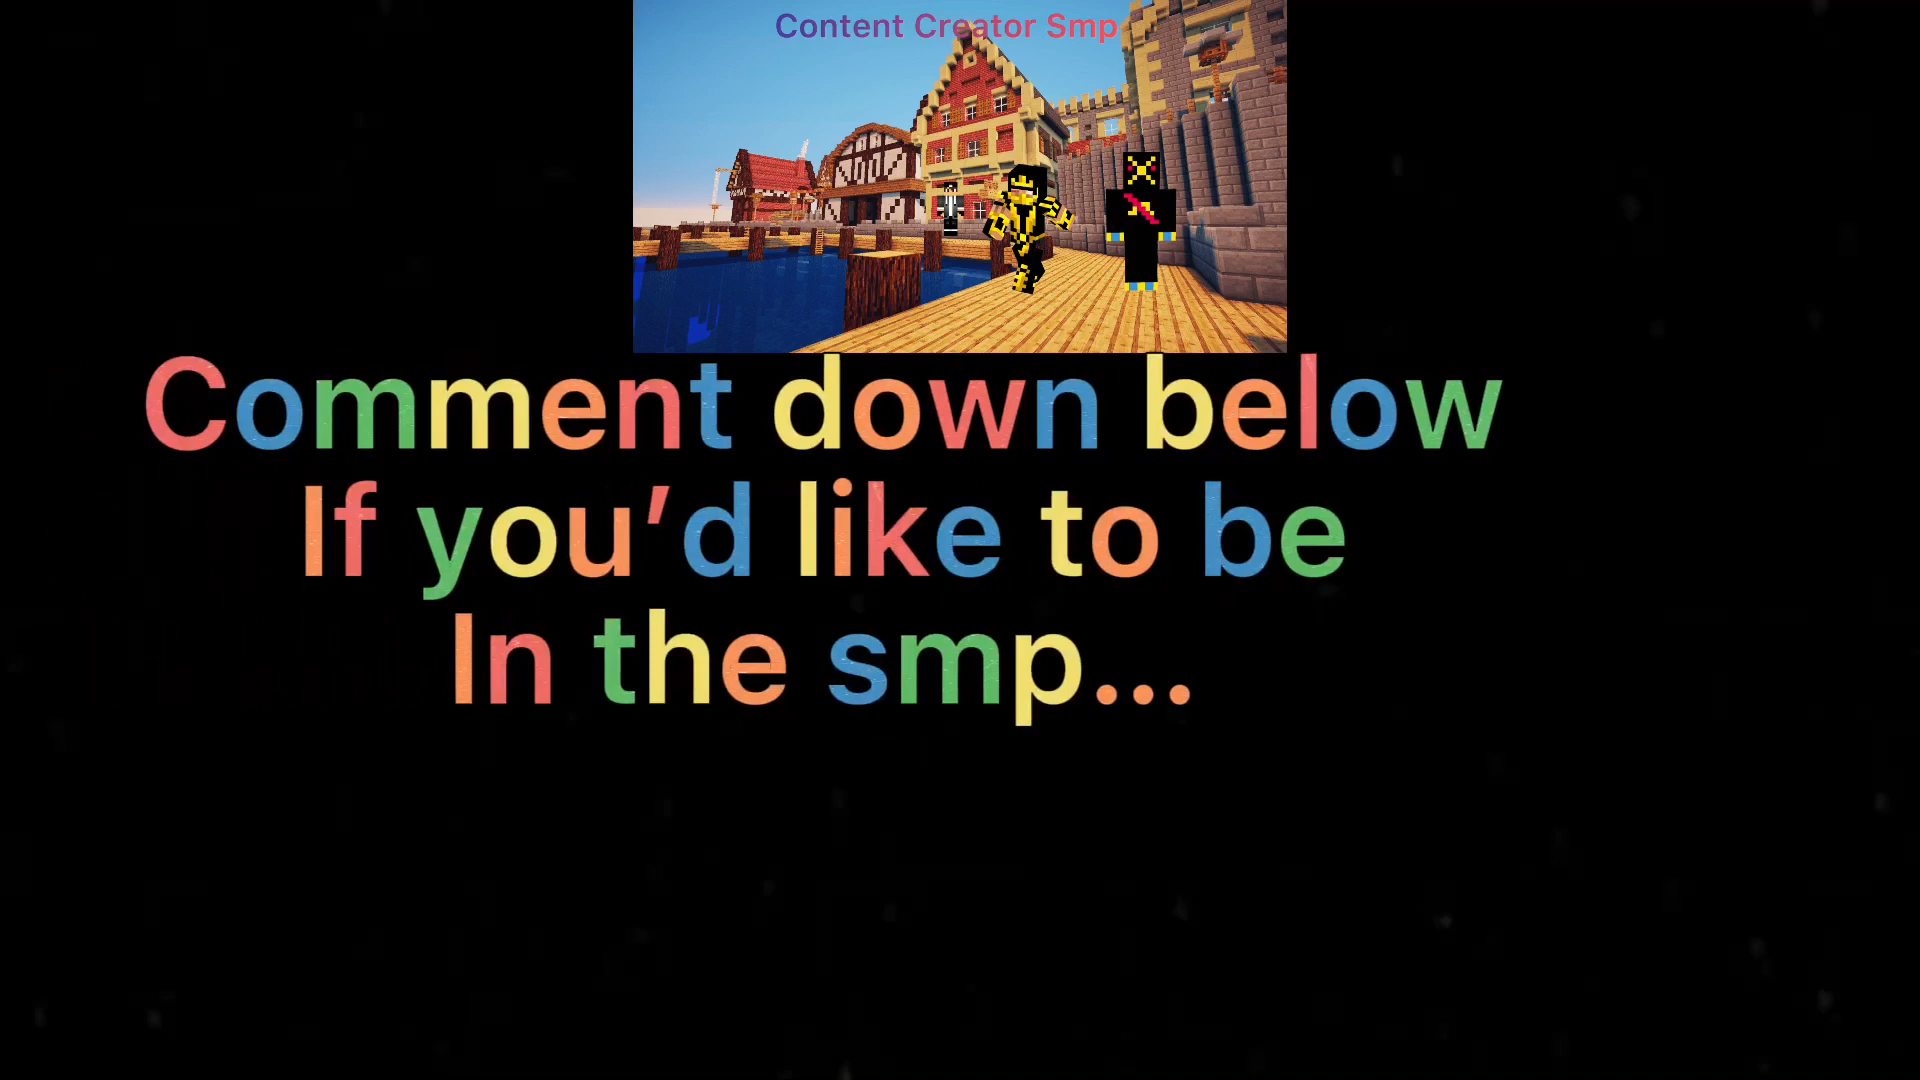 Content Creator Smp
Comment down below
If you'd like to be
In the smp...